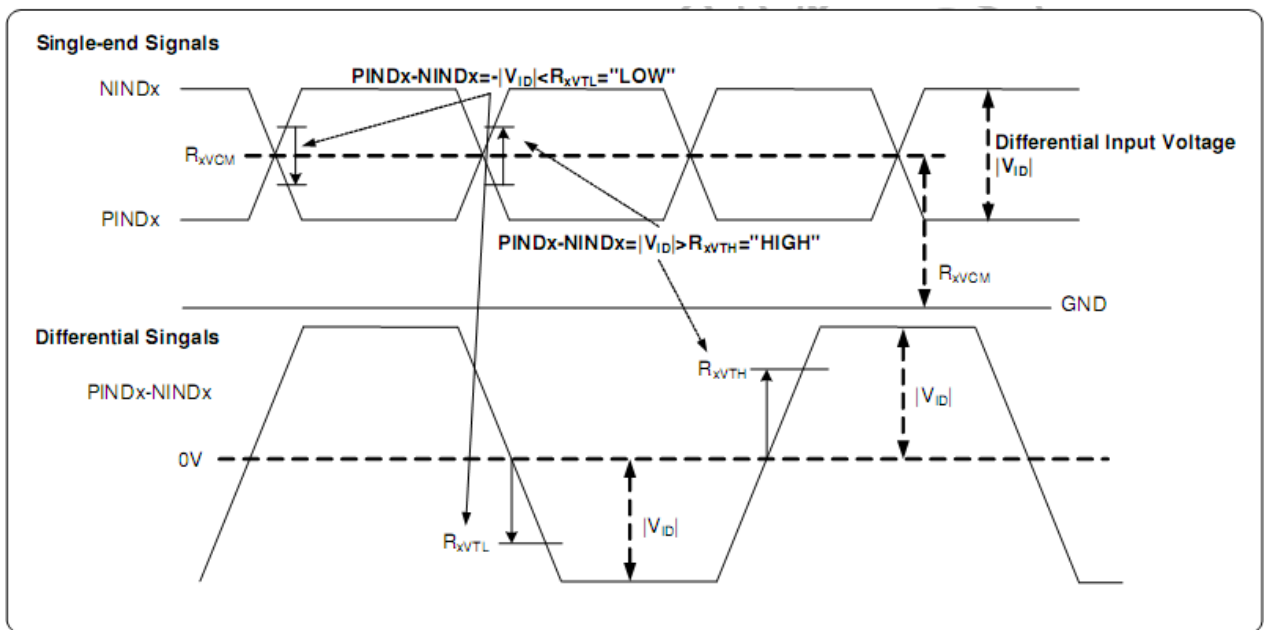 Single-end Signals
PINDx-NINDx=-|VID|<RxVTL="LOW"
NINDx
RxVCM
Differential Input Voltage
|VID|
PINDx
PINDx-NINDx=|VID|>RxVTH="HIGH"
RxVCM
GND
Differential Singals
RxVTH
PINDx-NINDx
|VID|
0V
|VID|
RxVTL